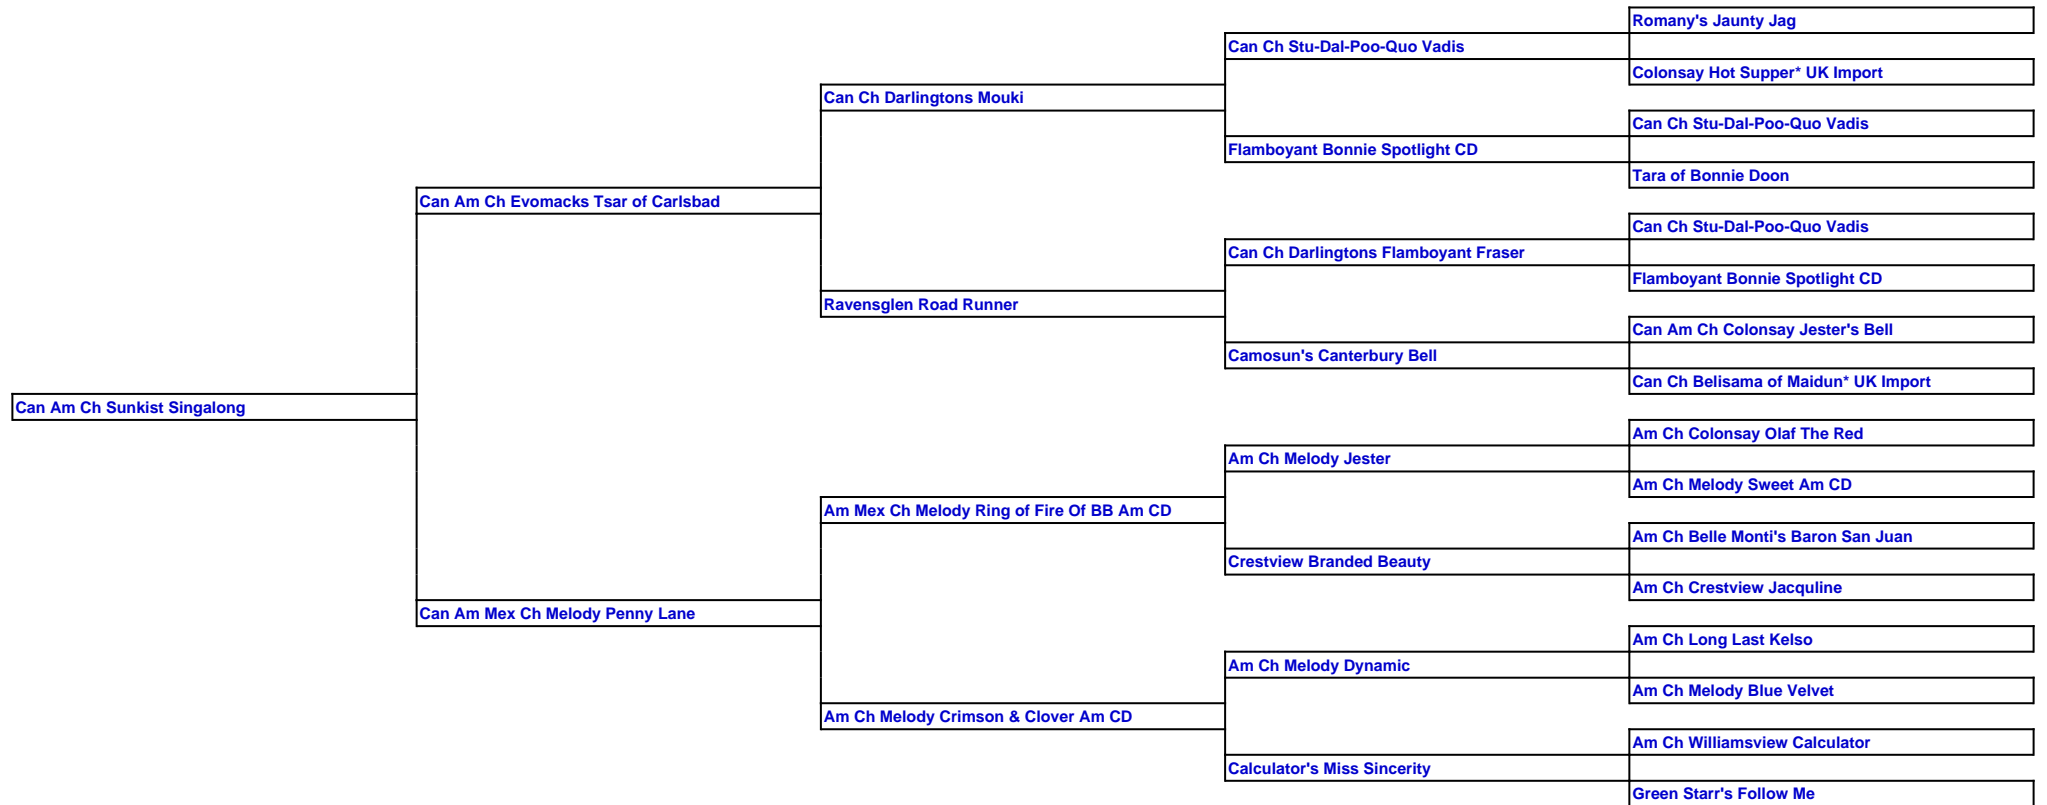 Romany's Jaunty Jag
Can Ch Stu-Dal-Poo-Quo Vadis
Colonsay Hot Supper* UK Import
Can Ch Darlingtons Mouki
Can Ch Stu-Dal-Poo-Quo Vadis
Flamboyant Bonnie Spotlight CD
Tara of Bonnie Doon
Can Am Ch Evomacks Tsar of Carlsbad
Can Ch Stu-Dal-Poo-Quo Vadis
Can Ch Darlingtons Flamboyant Fraser
Flamboyant Bonnie Spotlight CD
Ravensglen Road Runner
Can Am Ch Colonsay Jester's Bell
Camosun's Canterbury Bell
Can Ch Belisama of Maidun* UK Import
Can Am Ch Sunkist Singalong
Am Ch Colonsay Olaf The Red
Am Ch Melody Jester
Am Ch Melody Sweet Am CD
Am Mex Ch Melody Ring of Fire Of BB Am CD
Am Ch Belle Monti's Baron San Juan
Crestview Branded Beauty
Am Ch Crestview Jacquline
Can Am Mex Ch Melody Penny Lane
Am Ch Long Last Kelso
Am Ch Melody Dynamic
Am Ch Melody Blue Velvet
Am Ch Melody Crimson & Clover Am CD
Am Ch Williamsview Calculator
Calculator's Miss Sincerity
Green Starr's Follow Me